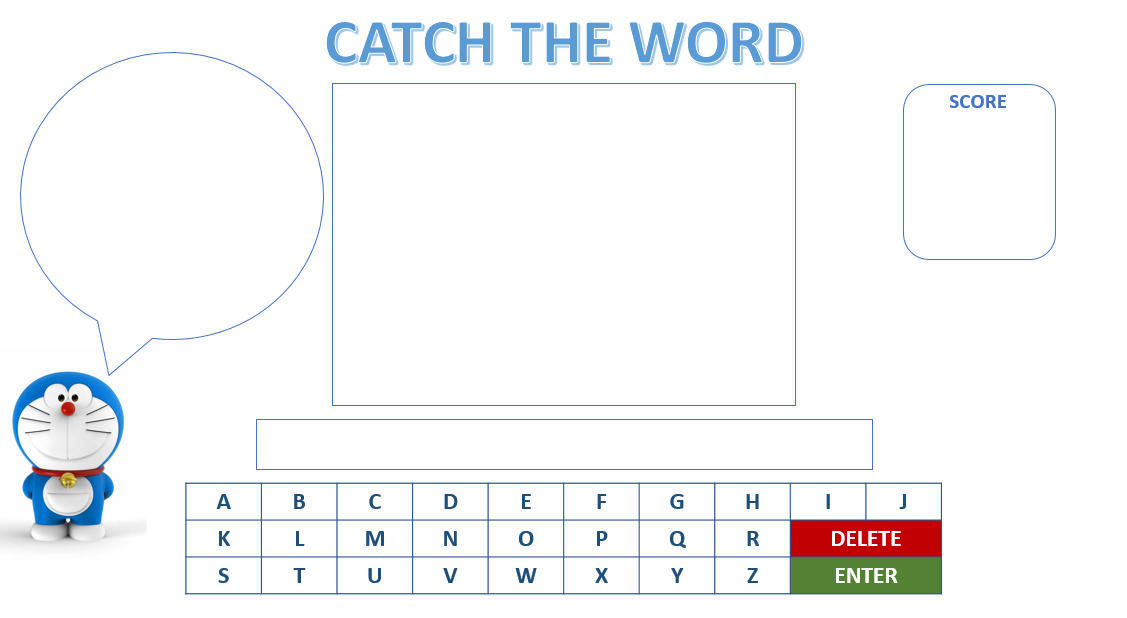 CATCH THE WORD
SCORE
A B C D E F G H I J
K L M N O P Q R DELETE
S T U V W X Y Z ENTER